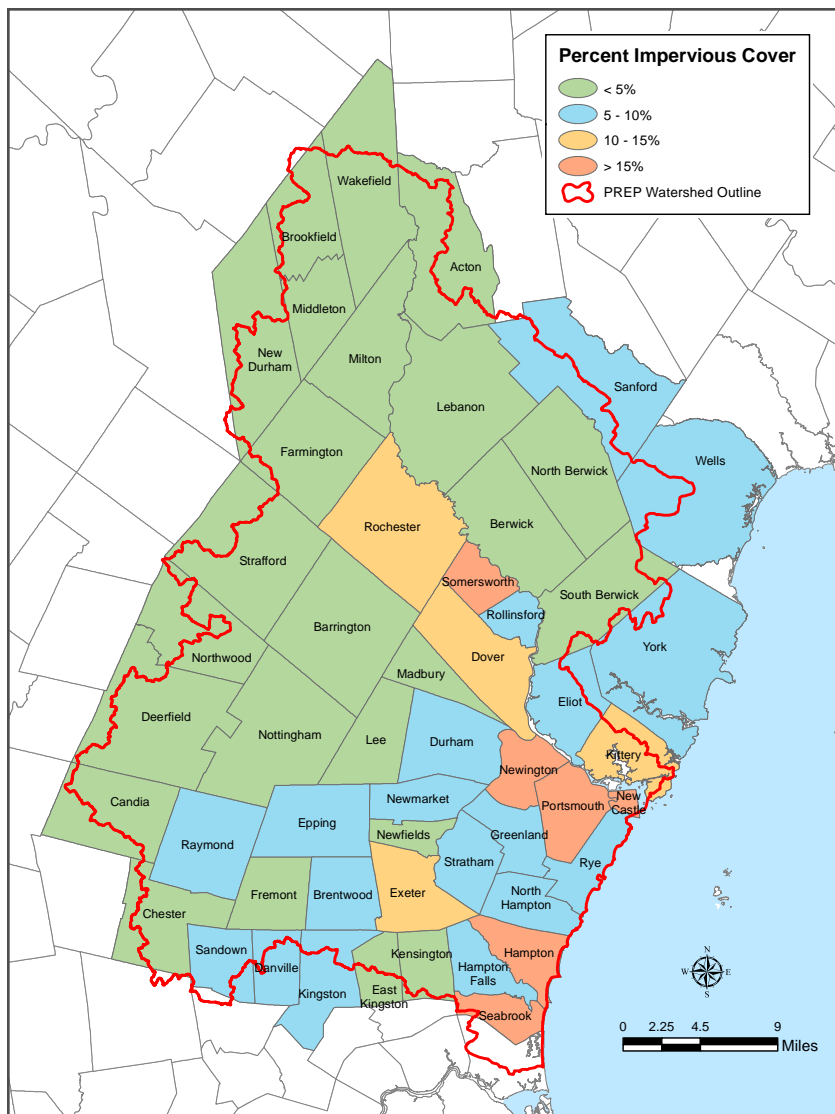 Percent Impervious Cover
< 5%
5 - 10%
10 - 15%
> 15%
PREP Watershed Outline
Wakefield
Brookfield
Acton
Middleton
New
Durham
Milton
Sanford
Lebanon
Farmington
Wells
North Berwick
Rochester
Berwick
Strafford
Somersworth
South Berwick
Rollinsford
Barrington
York
Northwood
Dover
Madbury
Eliot
Deerfield
Nottingham
Lee
Durham
Kittery
Newington
Candia
Newmarket
Portsmouth
New
Castle
Epping
Raymond
Newfields
Greenland
Stratham
Rye
Fremont
Brentwood
Exeter
North
Hampton
Chester
Sandown
Danville
Kensington
Hampton
Hampton
Falls
Kingston
East
Kingston
Seabrook
N
W
E
S
0
2.25
4.5
9
Miles